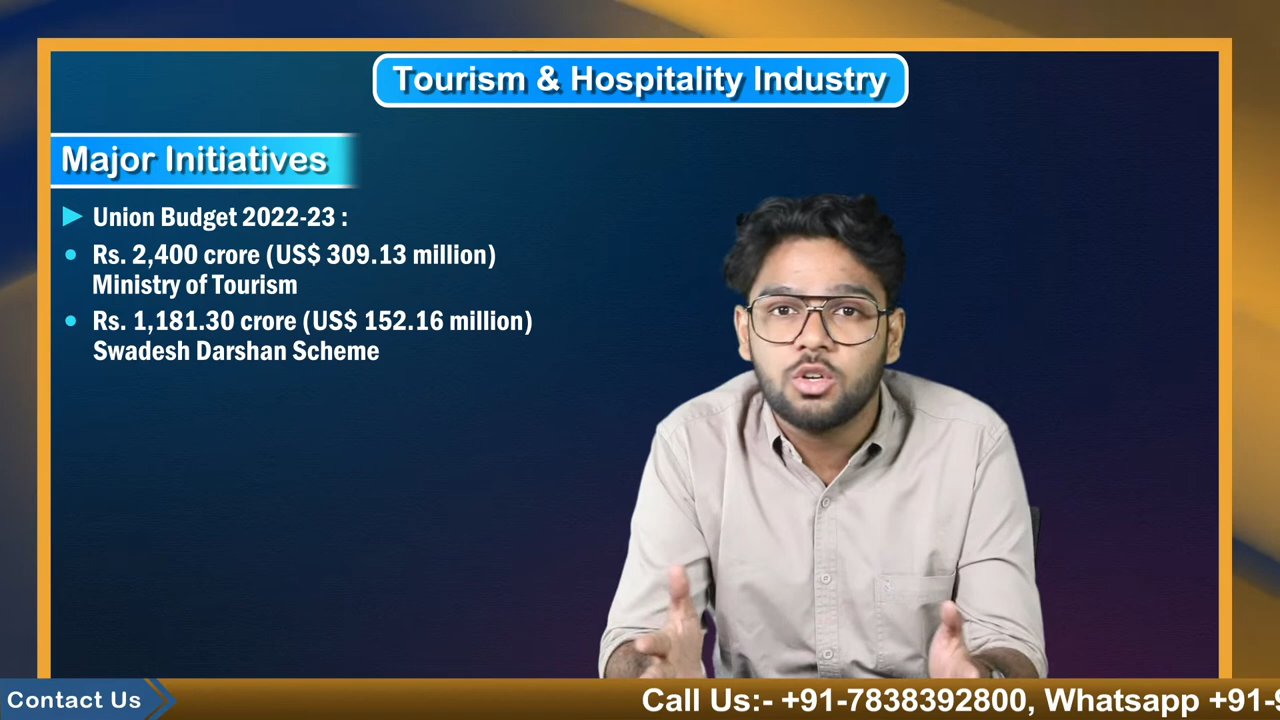 Tourism & Hospitality Industry
Major Initiatives
Union Budget 2022-23 :
Rs. 2,400 crore (US$ 309.13 million)
Ministry of Tourism
Rs. 1,181.30 crore (US$ 152.16 million)
Swadesh Darshan Scheme
Contact Us
Call Us:- +91-7838392800, Whatsapp +91-